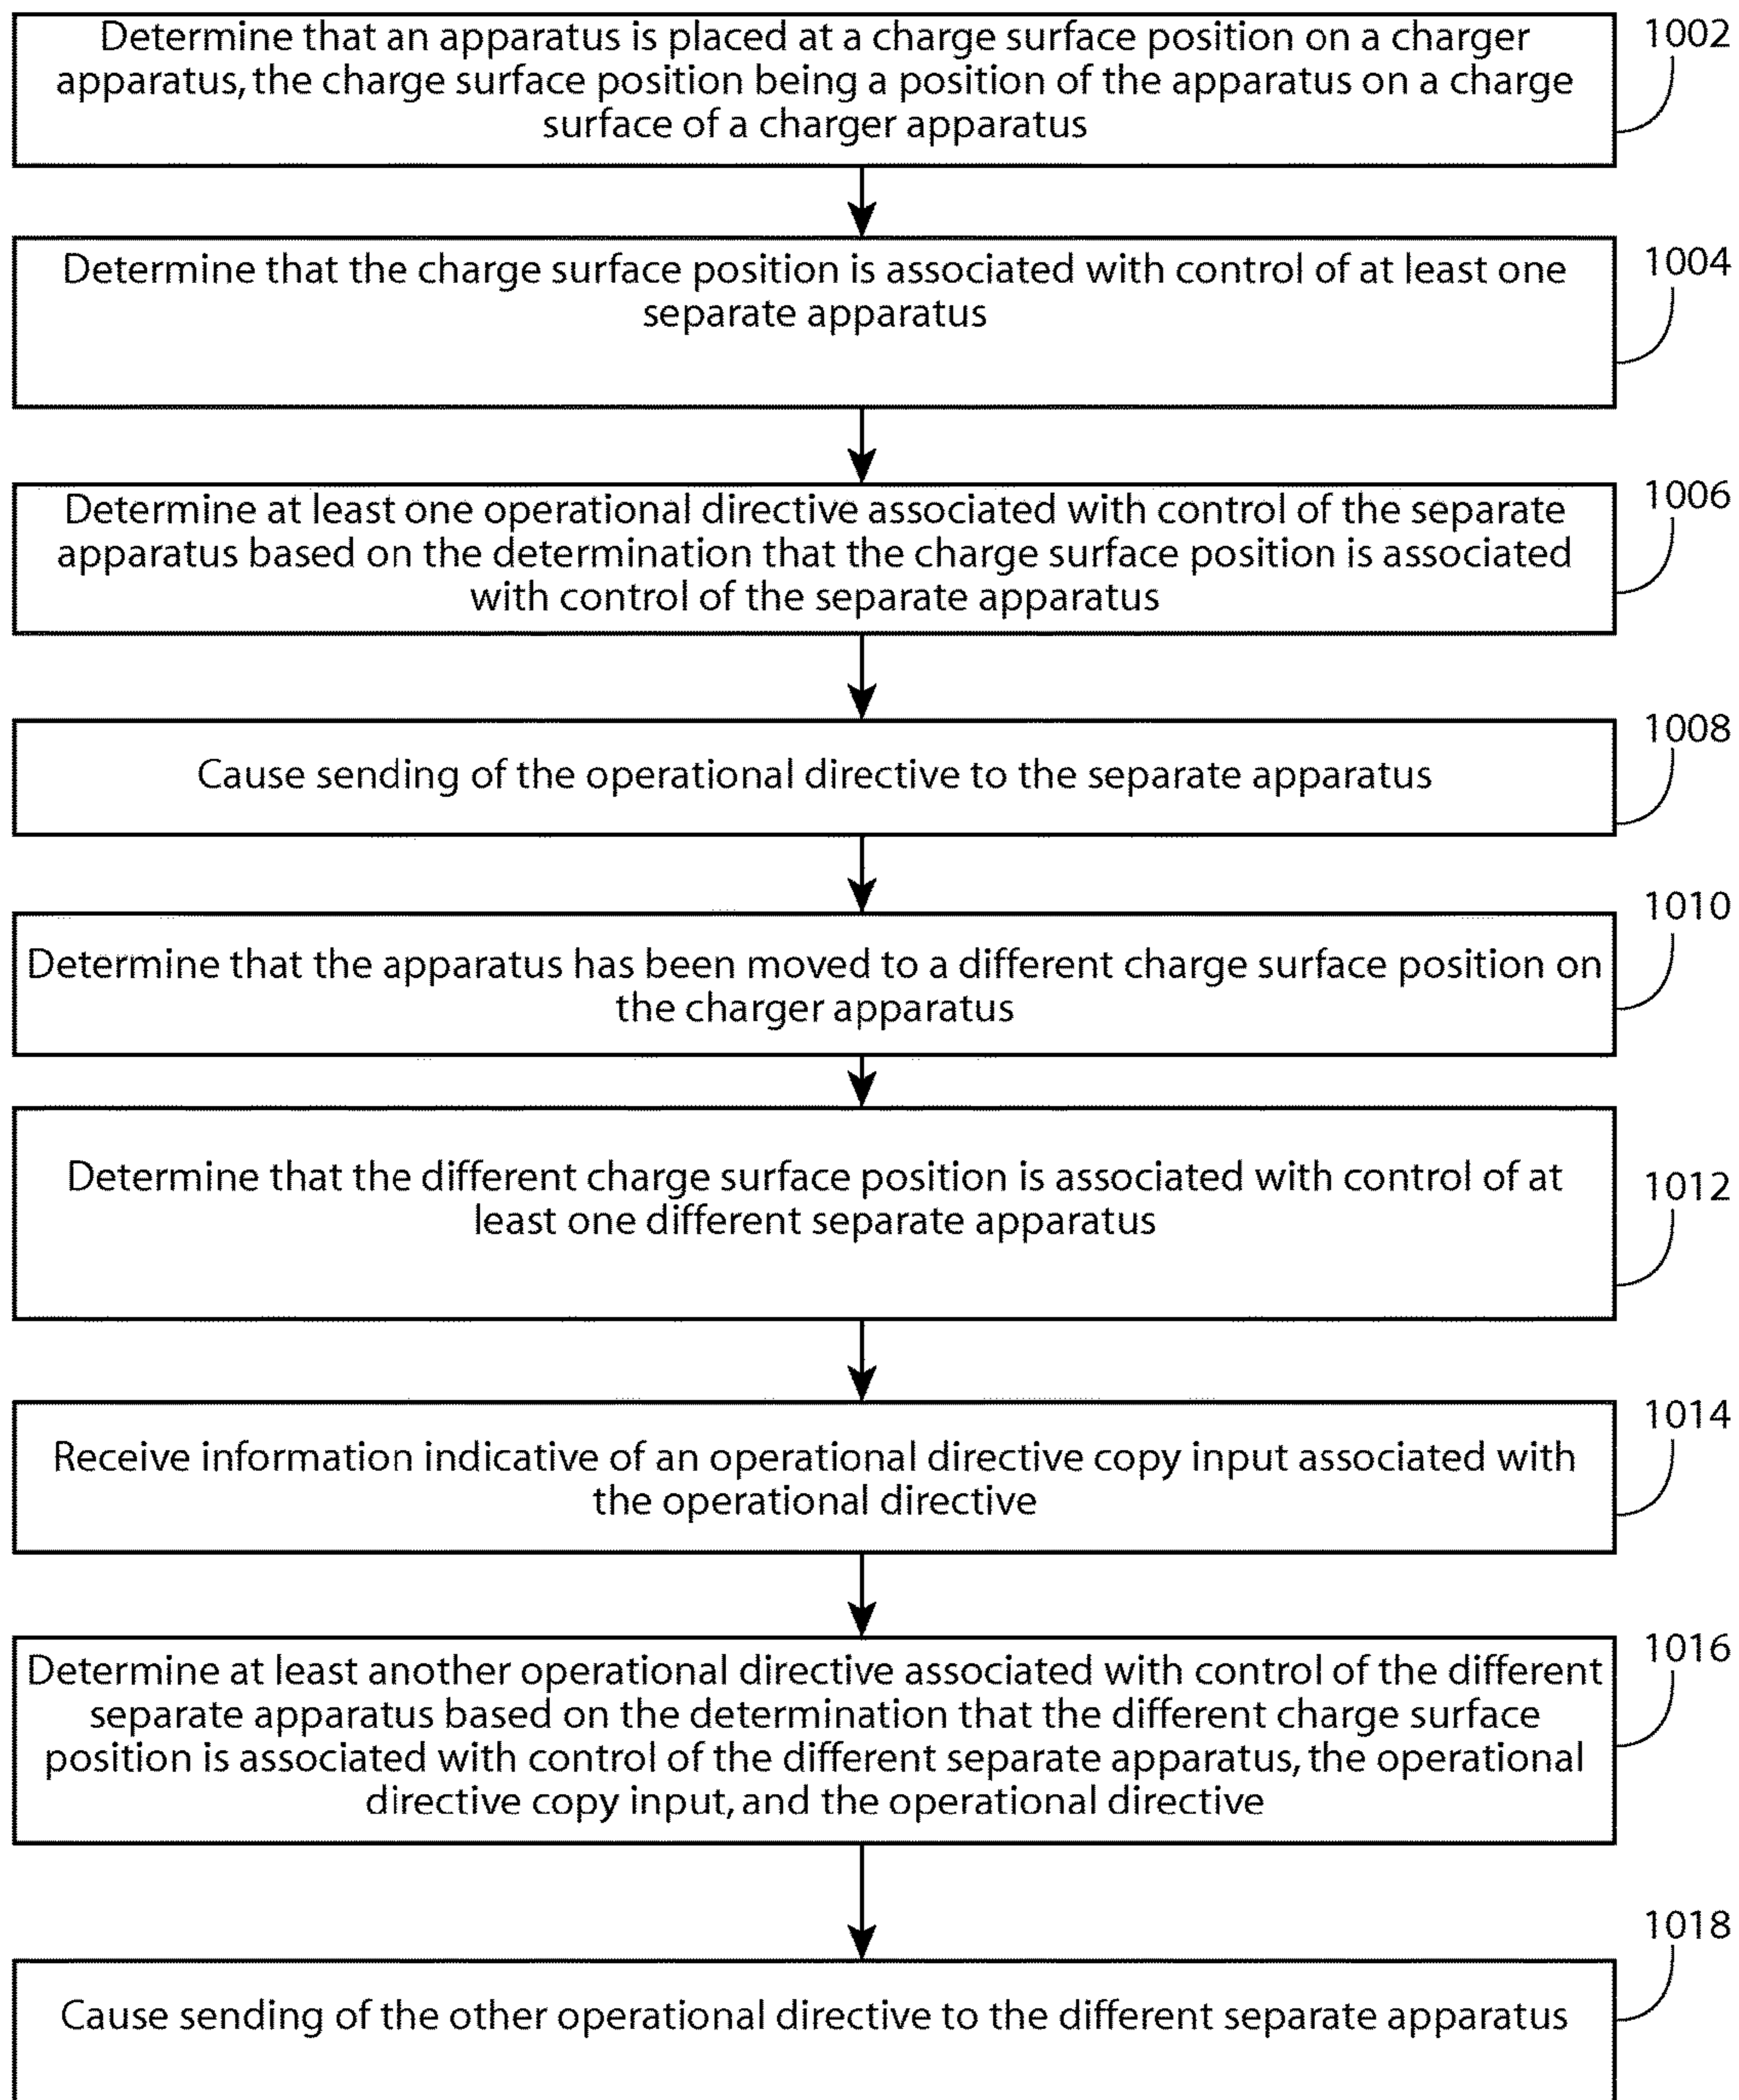 Determine that an apparatus is placed at a charge surface position on a charger
apparatus, the charge surface position being a position of the apparatus on a charge
surface of a charger apparatus
1002
Determine that the charge surface position is associated with control of at least one
separate apparatus
1004
Determine at least one operational directive associated with control of the separate
apparatus based on the determination that the charge surface position is associated
with control of the separate apparatus
1006
Cause sending of the operational directive to the separate apparatus
1008
Determine that the apparatus has been moved to a different charge surface position on
the charger apparatus
1010
Determine that the different charge surface position is associated with control of at
least one different separate apparatus
1012
Receive information indicative of an operational directive copy input associated with
the operational directive
1014
Determine at least another operational directive associated with control of the different
separate apparatus based on the determination that the different charge surface
position is associated with control of the different separate apparatus, the operational
directive copy input, and the operational directive
1016
Cause sending of the other operational directive to the different separate apparatus
1018